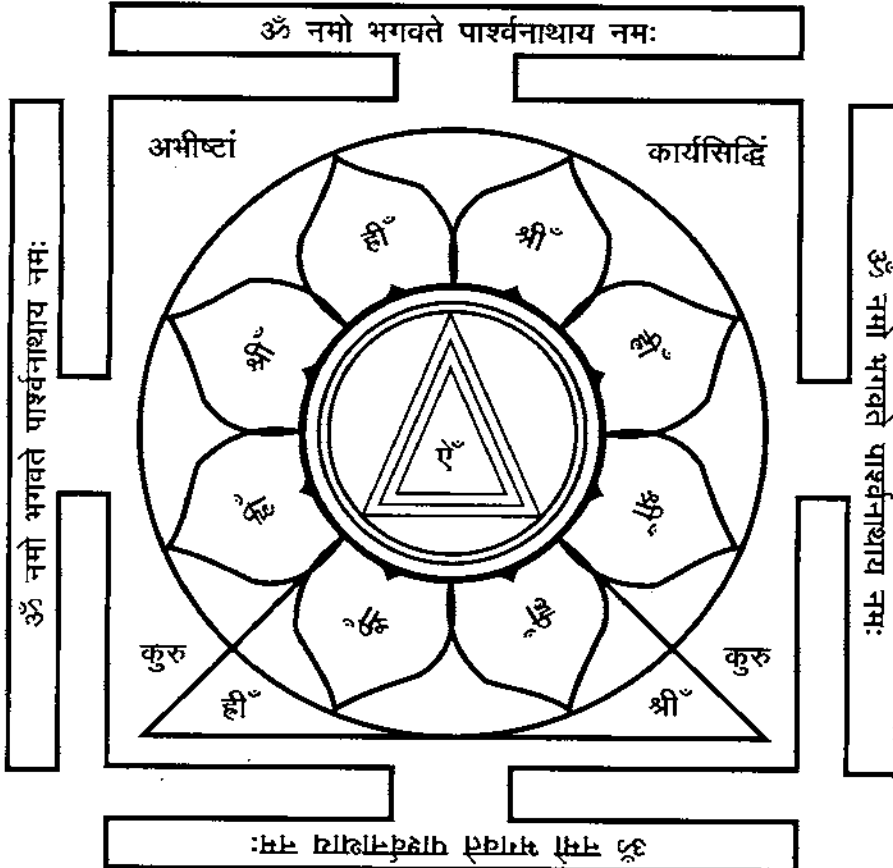 ॐ नमो भगवते पार्श्वनाथाय नमः
अभीष्टां
कार्यसिद्धिं
ह्रीँ
श्रीँ
श्रीँ
ह्रीँ
ॐ नमो भगवते पार्श्वनाथाय नमः
ॐ नमो भगवते पार्श्वनाथाय नमः
ऐँ
ह्रीँ
श्रीँ
श्रीँ
ह्रीँ
कुरु
कुरु
ह्रीँ
श्रीँ
ॐ नमो भगवते पार्श्वनाथाय नमः